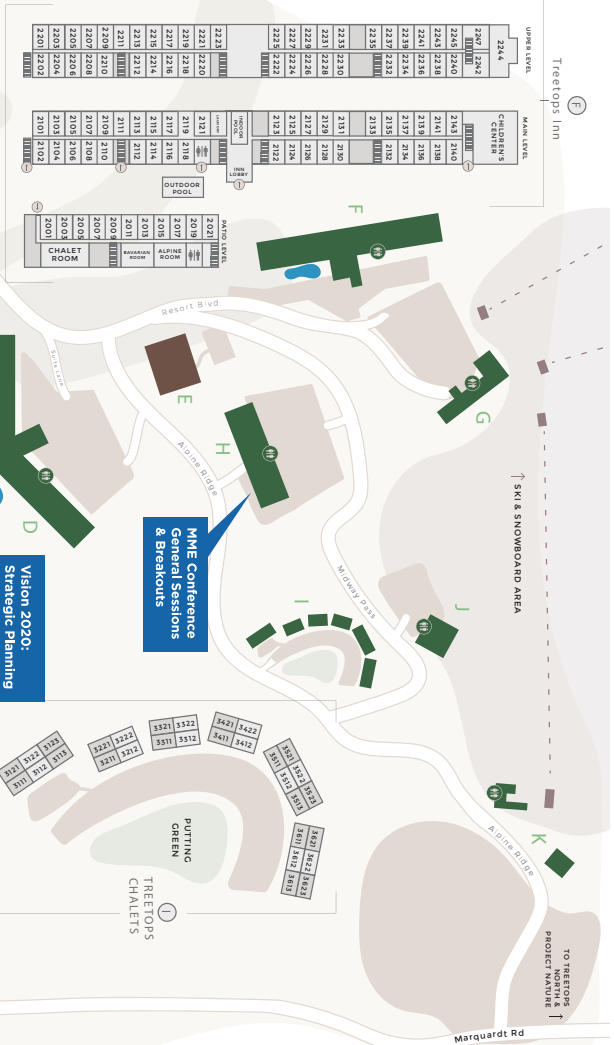 Treetops Inn
F
UPPER LEVEL
2201 2203 2205 2207 2209 2211 2213 2215 2217 2219 2221 2223 2225 2227 2229 2231 2233 2235 2237 2239 2241 2243 2245 2247
2244
2202 2204 2206 2208 2210 2212 2214 2216 2218 2220 2222 2224 2226 2228 2230 2232 2234 2236 2238 2240 2242
MAIN LEVEL
CHILDREN'S
CENTER
2101 2103 2105 2107 2109 2111 2113 2115 2117 2119 2121
INDOOR
POOL
2123 2125 2127 2129 2131 2133 2135 2137 2139 2141 2143
2102 2104 2106 2108 2110 2112 2114 2116 2118
2122 2124 2126 2128 2130 2132 2134 2136 2138 2140
INN
LOBBY
OUTDOOR
POOL
PATIO LEVEL
2001 2003 2005 2007 2009 2011 2013 2015 2017 2019 2021
CHALET
ROOM
BAVARIAN
ROOM
ALPINE
ROOM
F
Resort Blvd.
Suite Lane
E
G
H
D
Alpine Ridge
SKI & SNOWBOARD AREA
MME Conference
General Sessions
& Breakouts
Vision 2020:
Strategic Planning
Midway Pass
I
J
K
Alpine Ridge
3121 3122 3123
3111 3112 3113
3221 3222
3211 3212
3321 3322
3311 3312
3421 3422
3411 3412
3521 3522 3523
3511 3512 3513
3621 3622 3623
3611 3612 3613
PUTTING
GREEN
I
TREETOPS
CHALETS
TO TREETOPS
NORTH &
PROJECT NATURE
Marquardt Rd